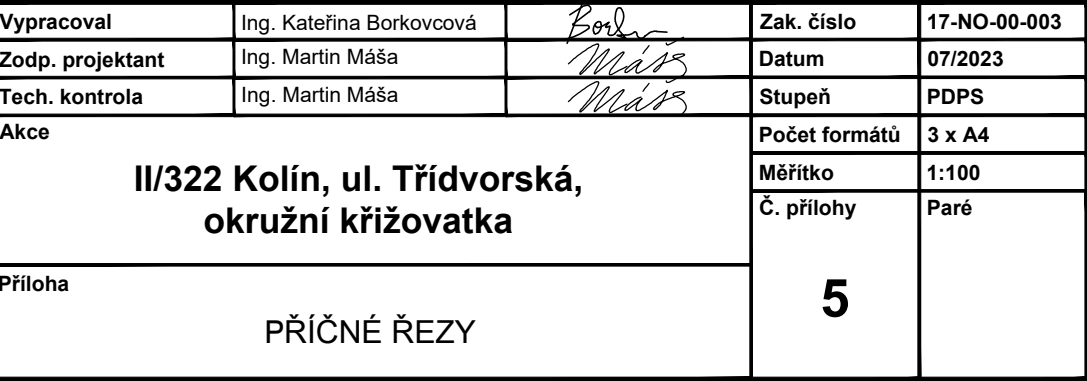 Vypracoval Ing. Kateřina Borkovcová Zak. číslo 17-NO-00-003
Zodp. projektant Ing. Martin Máša Máša Datum 07/2023
Tech. kontrola Ing. Martin Máša Máša Stupeň PDPS
Akce Počet formátů 3 x A4
II/322 Kolín, ul. Třídvorská, Měřítko 1:100
okružní křižovatka Č. přílohy Paré
Příloha 5
PŘÍČNÉ ŘEZY